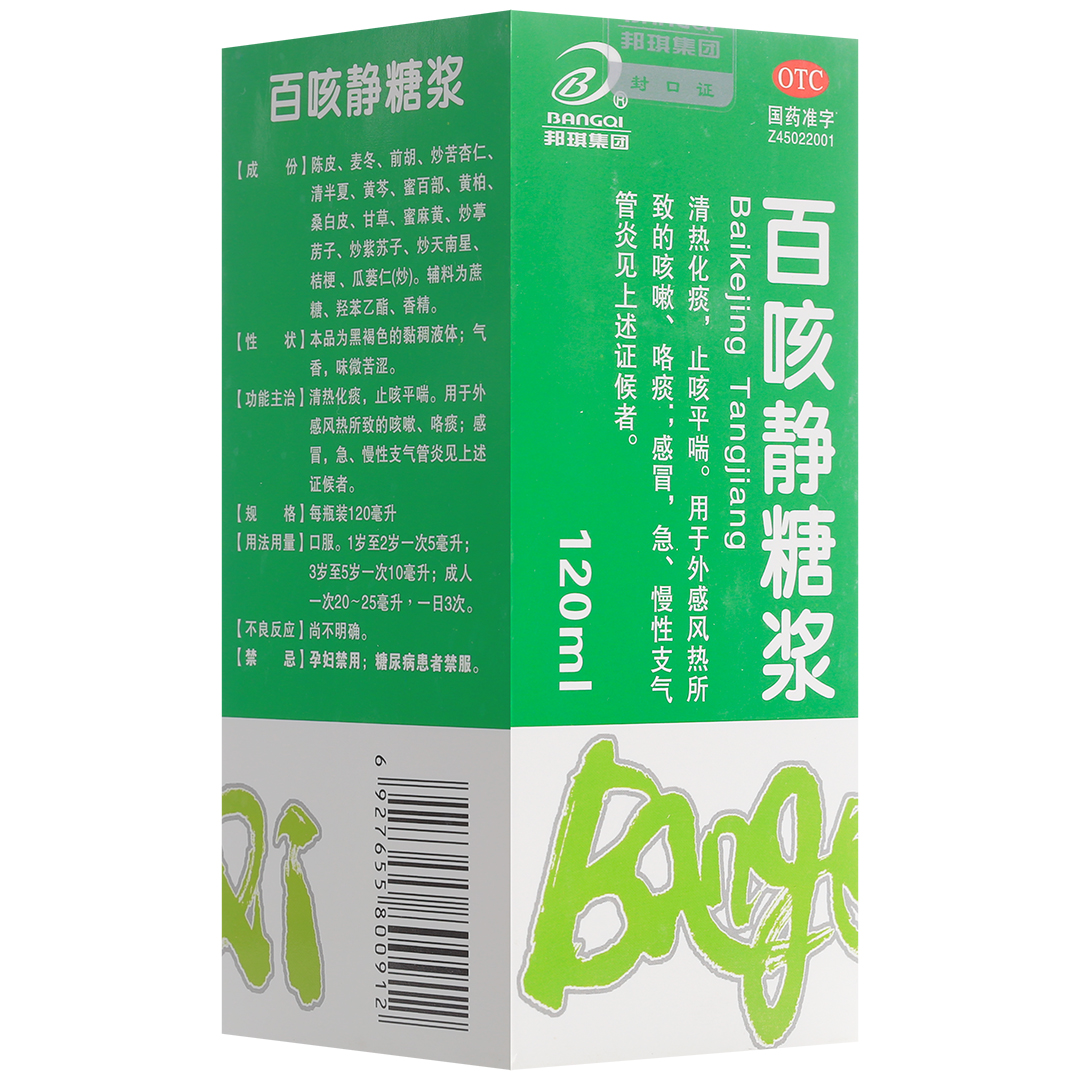 百咳静糖浆
【成 份】陈皮、麦冬、前胡、炒苦杏仁、
清半夏、黄芩、蜜百部、黄柏、
桑白皮、甘草、蜜麻黄、炒葶
苈子、炒紫苏子、炒天南星、
桔梗、瓜蒌仁(炒)。辅料为蔗
糖、羟苯乙酯、香精。
【性 状】本品为黑褐色的黏稠液体；气
香，味微苦涩。
【功能主治】清热化痰，止咳平喘。用于外
感风热所致的咳嗽、咯痰；感
冒，急、慢性支气管炎见上述
证候者。
【规 格】每瓶装120毫升
【用法用量】口服。1岁至2岁一次5毫升；
3岁至5岁一次10毫升；成人
一次20~25毫升，一日3次。
【不良反应】尚不明确。
【禁 忌】孕妇禁用；糖尿病患者禁服。
6 927655 800912
Qi
邦琪集团
封口证
B
®
BANGQI
邦琪集团
OTC
国药准字
Z45022001
百咳静糖浆
Baikejing Tangjiang
清热化痰，止咳平喘。用于外感风热所
致的咳嗽、咯痰；感冒，急、慢性支气
管炎见上述证候者。
120ml
Bang